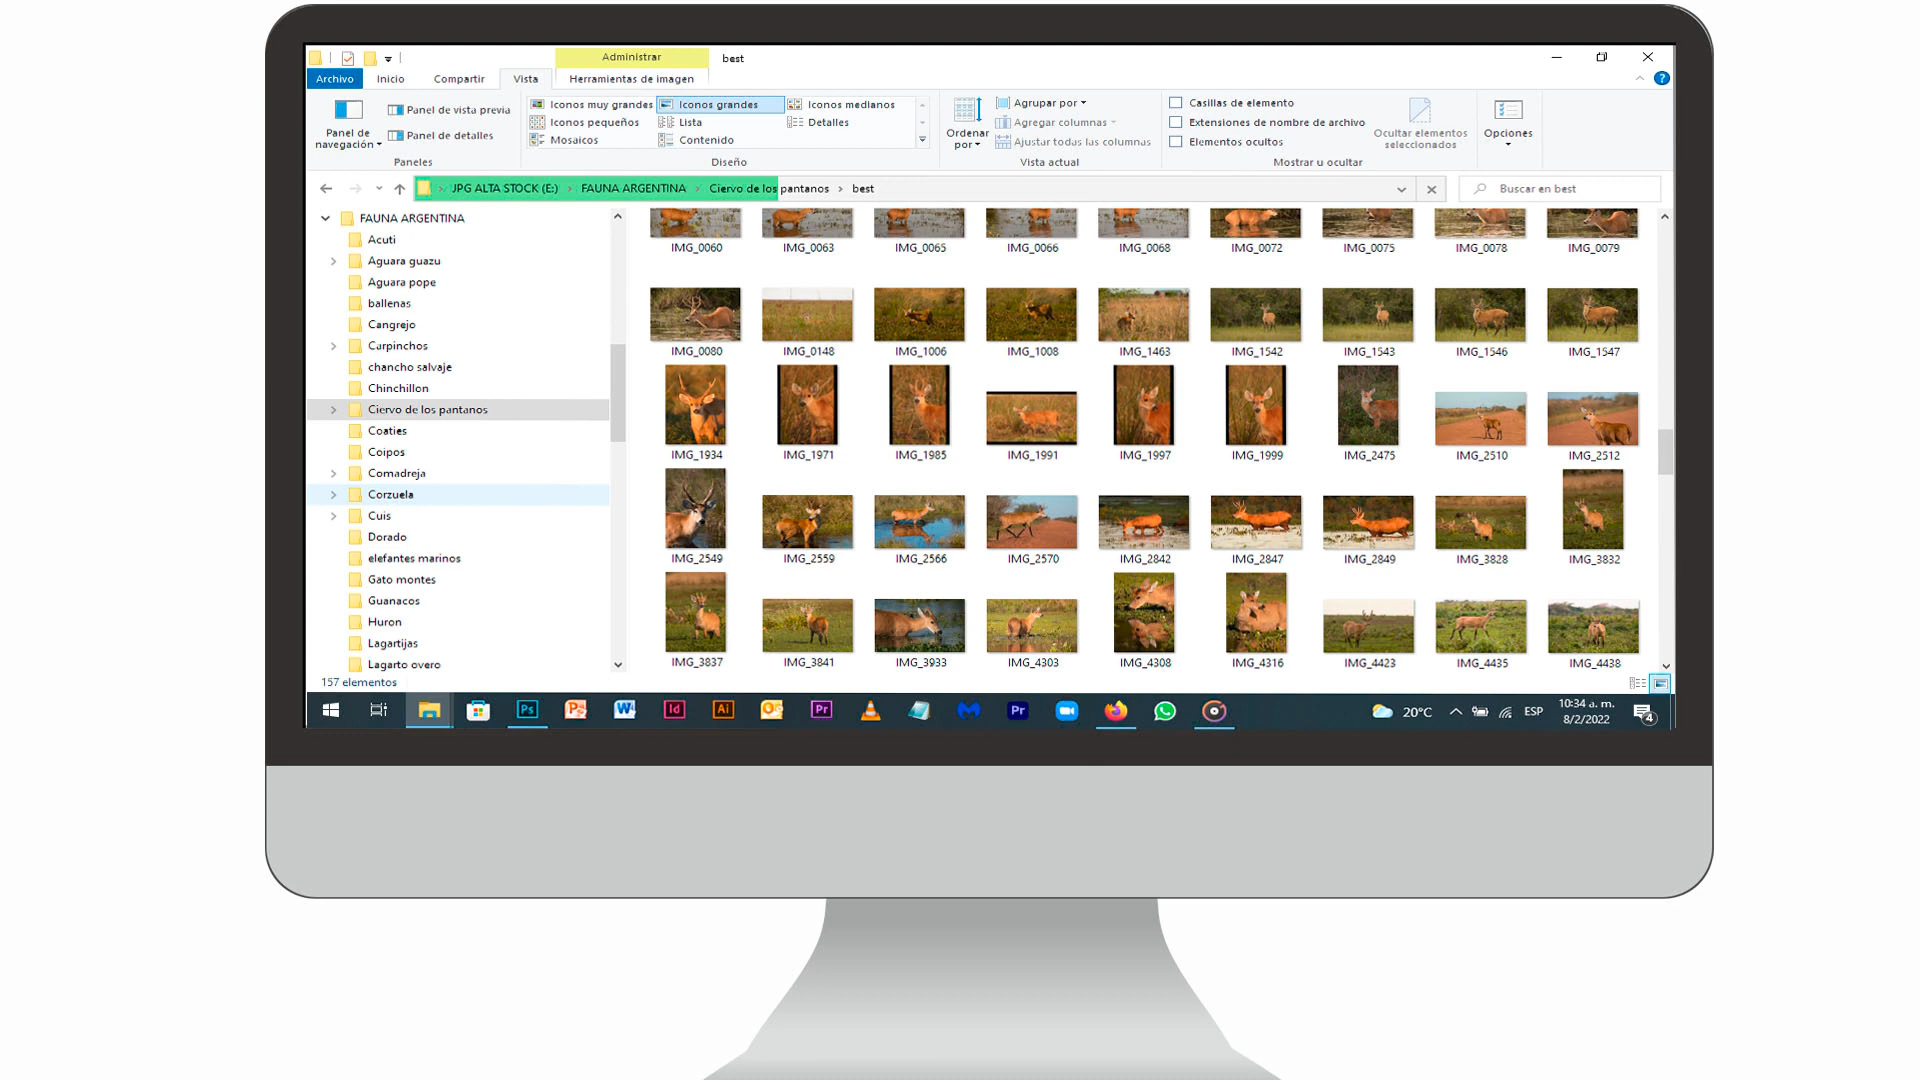 Administrar best
Archivo Inicio Compartir Vista Herramientas de imagen
Panel de navegación
Panel de vista previa
Panel de detalles
Paneles
Iconos muy grandes Iconos grandes Iconos medianos
Iconos pequeños Lista Detalles
Mosaicos Contenido
Diseño
Ordenar por
Agrupar por
Agregar columnas
Ajustar todas las columnas
Vista actual
Casillas de elemento
Extensiones de nombre de archivo
Elementos ocultos
Ocultar elementos seleccionados
Mostrar u ocultar
Opciones
JPG ALTA STOCK (E:) › FAUNA ARGENTINA › Ciervo de los pantanos › best
Buscar en best
FAUNA ARGENTINA
Acuti
Aguara guazu
Aguara pope
ballenas
Cangrejo
Carpinchos
chancho salvaje
Chinchillon
Ciervo de los pantanos
Coaties
Coipos
Comadreja
Corzuela
Cuis
Dorado
elefantes marinos
Gato montes
Guanacos
Huron
Lagartijas
Lagarto overo
IMG_0060 IMG_0063 IMG_0065 IMG_0066 IMG_0068 IMG_0072 IMG_0075 IMG_0078 IMG_0079
IMG_0080 IMG_0148 IMG_1006 IMG_1008 IMG_1463 IMG_1542 IMG_1543 IMG_1546 IMG_1547
IMG_1934 IMG_1971 IMG_1985 IMG_1991 IMG_1997 IMG_1999 IMG_2475 IMG_2510 IMG_2512
IMG_2549 IMG_2559 IMG_2566 IMG_2570 IMG_2842 IMG_2847 IMG_2849 IMG_3828 IMG_3832
IMG_3837 IMG_3841 IMG_3933 IMG_4303 IMG_4308 IMG_4316 IMG_4423 IMG_4435 IMG_4438
157 elementos
Ps W Id Ai Pr Pr
20°C ESP 10:34 a. m.
8/2/2022 4